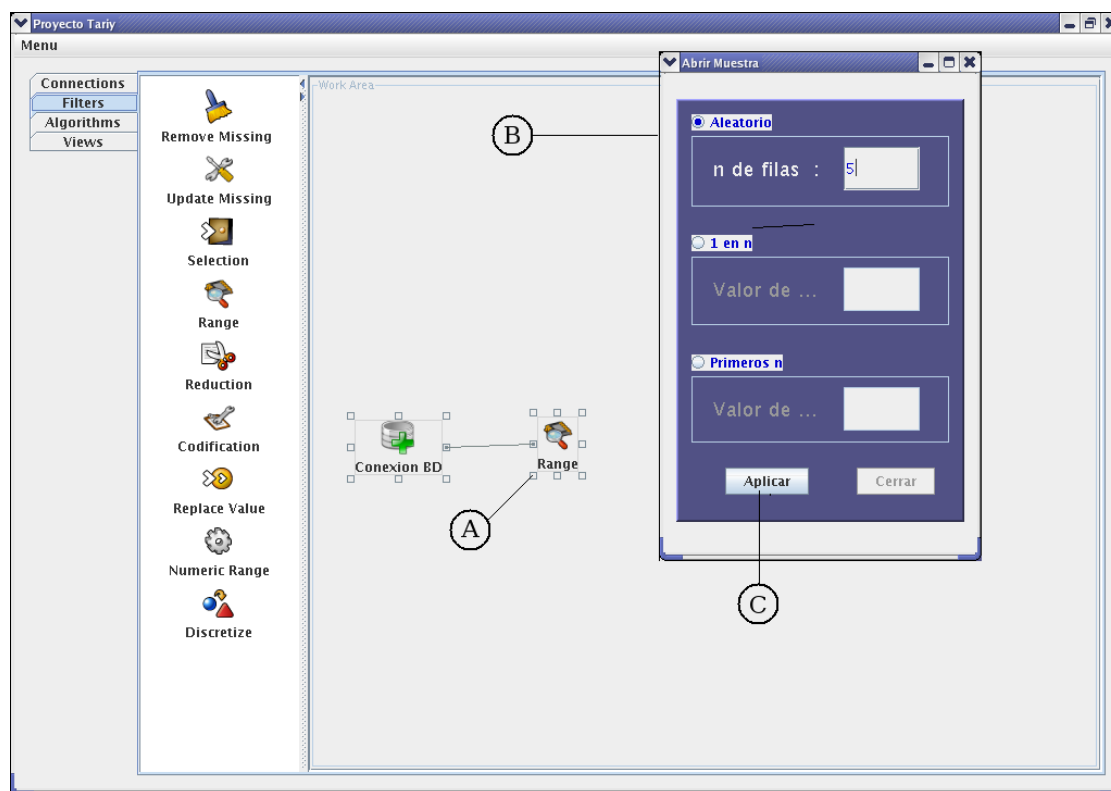 Proyecto Tariy
Menu
Connections
Filters
Algorithms
Views
Remove Missing
Update Missing
Selection
Range
Reduction
Codification
Replace Value
Numeric Range
Discretize
Work Area
Conexion BD
Range
A
B
Abrir Muestra
Aleatorio
n de filas : 5
1 en n
Valor de ...
Primeros n
Valor de ...
Aplicar
Cerrar
C